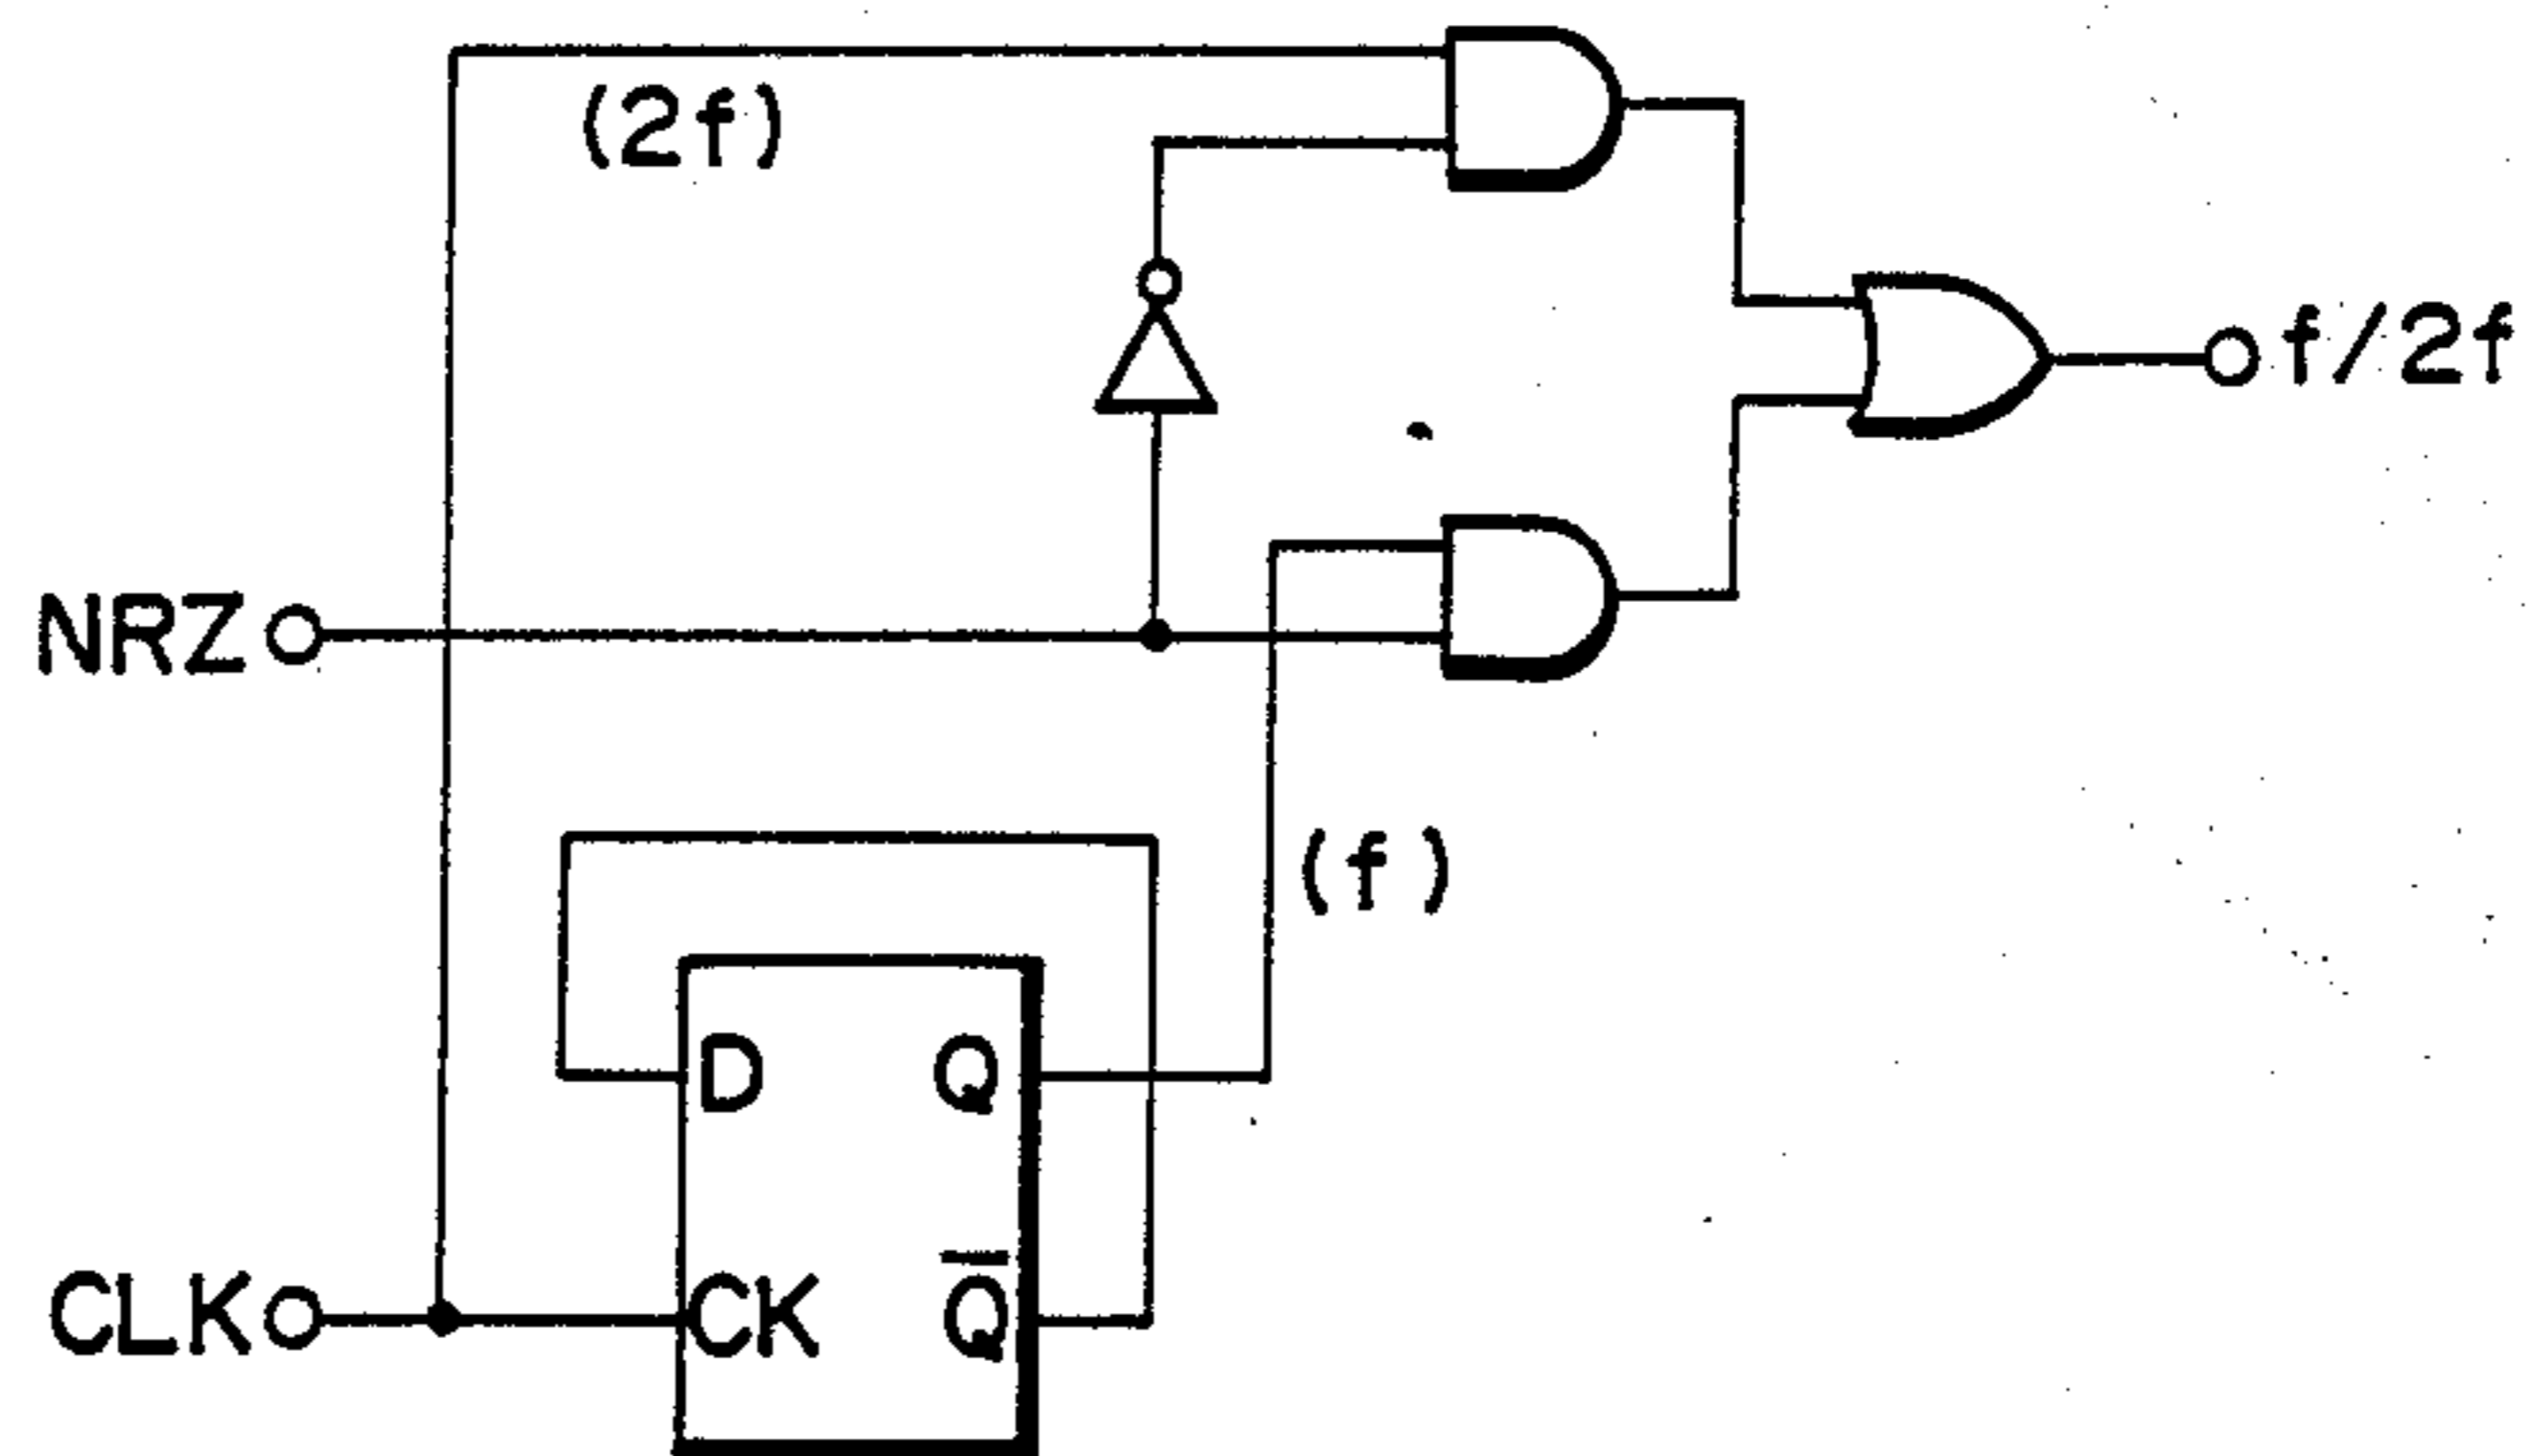 (2f)
f/2f
NRZ
(f)
D Q
CLK CK Q̅